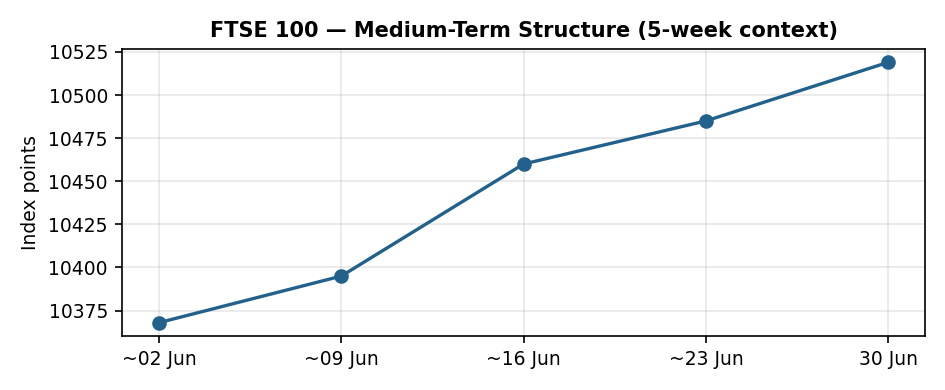 FTSE 100 — Medium-Term Structure (5-week context)
Index points
10525
10500
10475
10450
10425
10400
10375
~02 Jun
~09 Jun
~16 Jun
~23 Jun
30 Jun